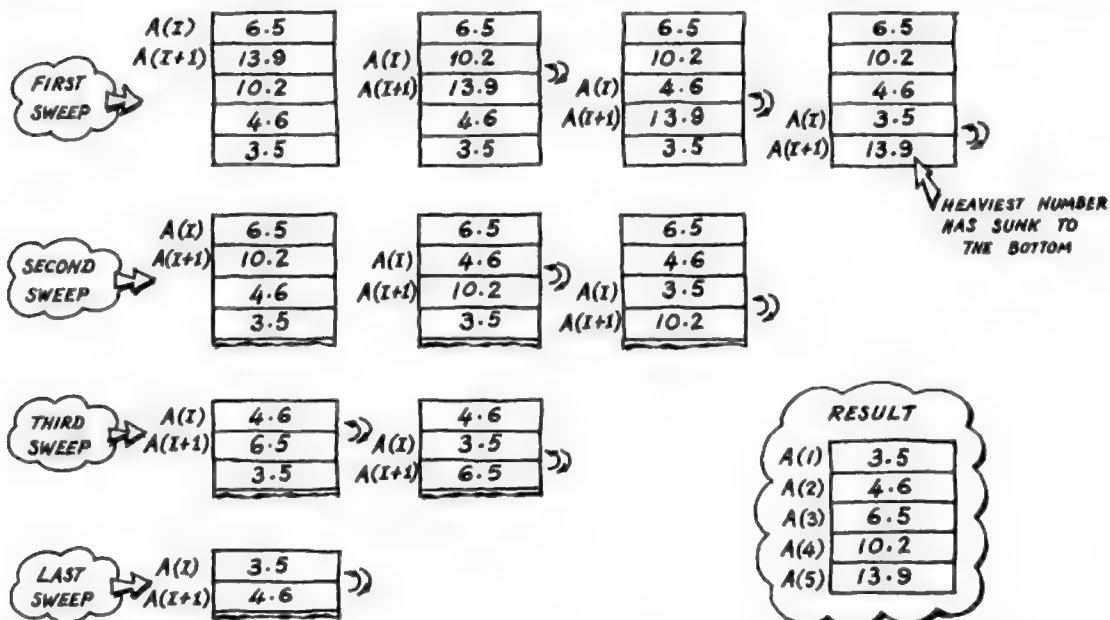 FIRST SWEEP
A(I) 6.5 6.5 6.5 6.5
A(I+1) 13.9 A(I) 10.2 10.2 10.2
10.2 A(I+1) 13.9 A(I) 4.6 4.6
4.6 4.6 A(I+1) 13.9 A(I) 3.5
3.5 3.5 3.5 A(I+1) 13.9
HEAVIEST NUMBER
HAS SUNK TO
THE BOTTOM
SECOND SWEEP
A(I) 6.5 6.5 6.5
A(I+1) 10.2 A(I) 4.6 4.6
4.6 A(I+1) 10.2 A(I) 3.5
3.5 3.5 A(I+1) 10.2
THIRD SWEEP
A(I) 4.6 4.6
A(I+1) 6.5 A(I) 3.5
3.5 A(I+1) 6.5
LAST SWEEP
A(I) 3.5
A(I+1) 4.6
RESULT
A(1) 3.5
A(2) 4.6
A(3) 6.5
A(4) 10.2
A(5) 13.9